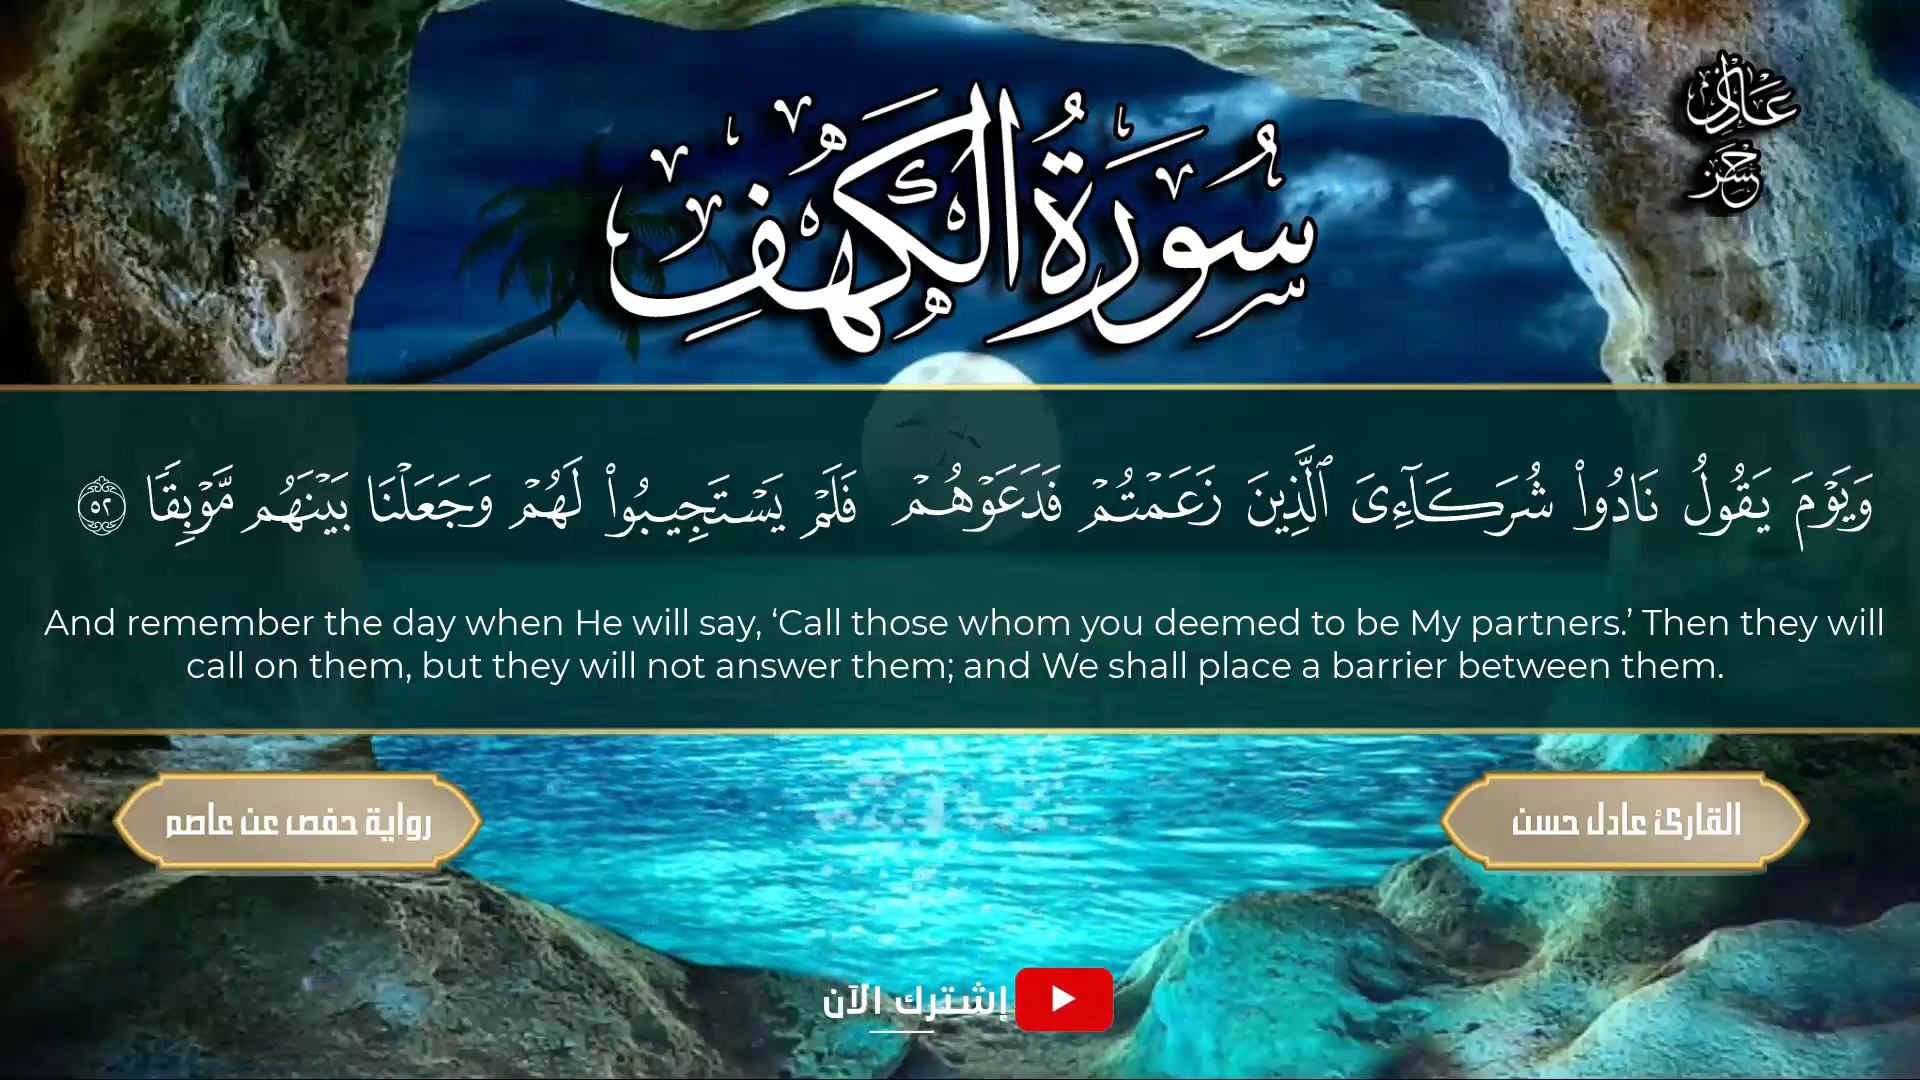 سُورَةُ الْكَهْفِ
عَادِل
حَسَن
وَيَوْمَ يَقُولُ نَادُوا۟ شُرَكَآءِىَ ٱلَّذِينَ زَعَمْتُمْ فَدَعَوْهُمْ فَلَمْ يَسْتَجِيبُوا۟ لَهُمْ وَجَعَلْنَا بَيْنَهُم مَّوْبِقًا ٥٢
And remember the day when He will say, ‘Call those whom you deemed to be My partners.’ Then they will
call on them, but they will not answer them; and We shall place a barrier between them.
القارئ عادل حسن
رواية حفص عن عاصم
إشترك الآن